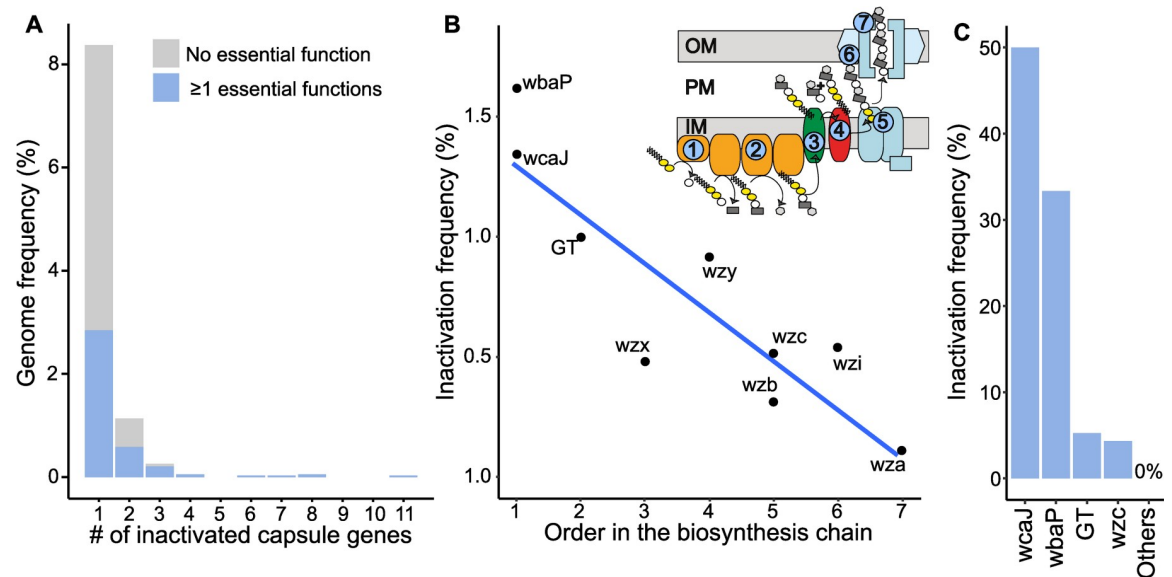 A
Genome frequency (%)
8
6
4
2
0
No essential function
≥1 essential functions
1 2 3 4 5 6 7 8 9 10 11
# of inactivated capsule genes
B
Inactivation frequency (%)
1.5
1.0
0.5
1.0
wbaP
wcaJ
GT
wzx
wzy
wzc
wzb
wzi
wza
1 2 3 4 5 6 7
Order in the biosynthesis chain
OM
PM
IM
1
2
3
4
5
6
7
+
C
Inactivation frequency (%)
50
40
30
20
10
0
0%
wcaJ
wbaP
GT
wzc
Others